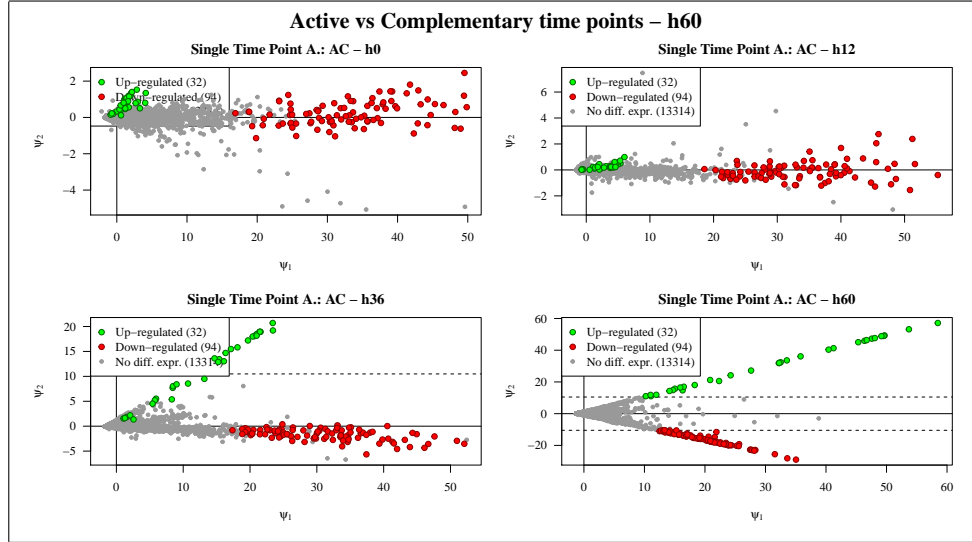 Active vs Complementary time points – h60
Single Time Point A.: AC – h0
Up−regulated (32)
Down−regulated (94)
ψ2
2
0
−2
−4
0 10 20 30 40 50
ψ1
Single Time Point A.: AC – h12
Up−regulated (32)
Down−regulated (94)
No diff. expr. (13314)
ψ2
6
4
2
0
−2
0 10 20 30 40 50
ψ1
Single Time Point A.: AC – h36
Up−regulated (32)
Down−regulated (94)
No diff. expr. (13314)
ψ2
20
15
10
5
0
−5
0 10 20 30 40 50
ψ1
Single Time Point A.: AC – h60
Up−regulated (32)
Down−regulated (94)
No diff. expr. (13314)
ψ2
60
40
20
0
−20
0 10 20 30 40 50 60
ψ1